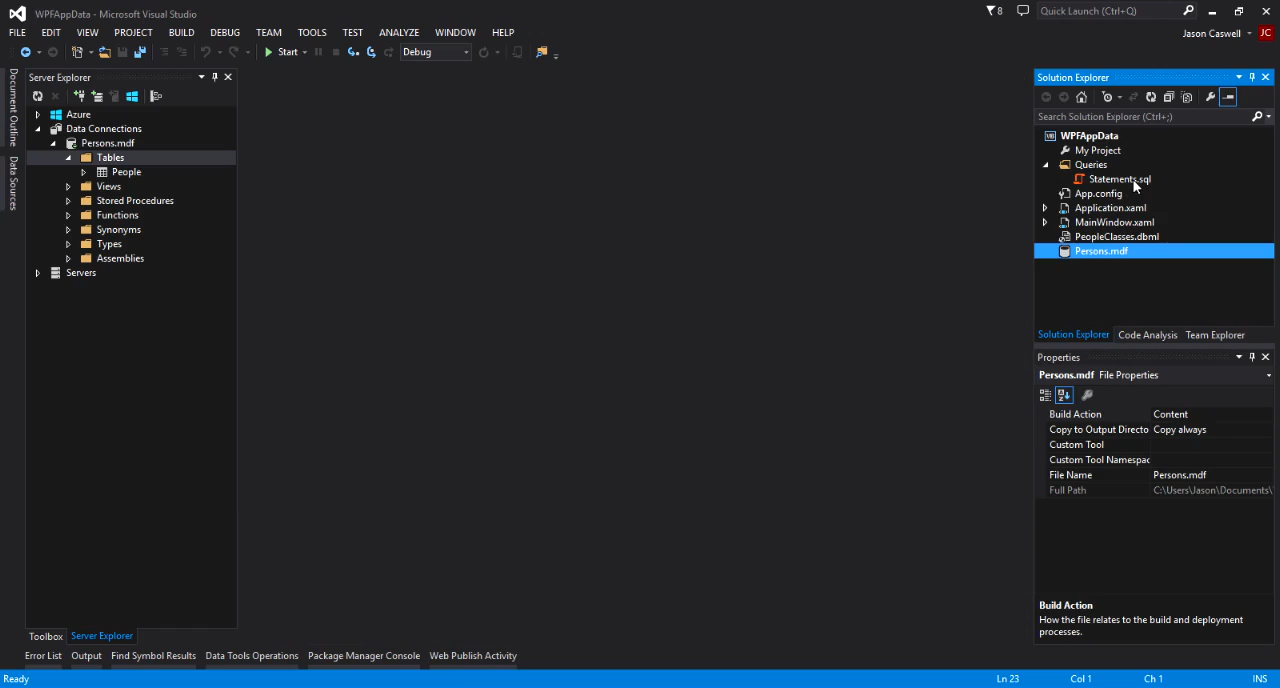 WPFAppData - Microsoft Visual Studio
8
Quick Launch (Ctrl+Q)
FILE EDIT VIEW PROJECT BUILD DEBUG TEAM TOOLS TEST ANALYZE WINDOW HELP
Jason Caswell JC
Start Debug
Document Outline
Data Sources
Server Explorer
Azure
Data Connections
Persons.mdf
Tables
People
Views
Stored Procedures
Functions
Synonyms
Types
Assemblies
Servers
Toolbox Server Explorer
Solution Explorer
Search Solution Explorer (Ctrl+;)
VB WPFAppData
My Project
Queries
Statements.sql
App.config
Application.xaml
MainWindow.xaml
PeopleClasses.dbml
Persons.mdf
Solution Explorer Code Analysis Team Explorer
Properties
Persons.mdf File Properties
Build Action Content
Copy to Output Directo Copy always
Custom Tool
Custom Tool Namespac
File Name Persons.mdf
Full Path C:\Users\Jason\Documents\
Build Action
How the file relates to the build and deployment
processes.
Error List Output Find Symbol Results Data Tools Operations Package Manager Console Web Publish Activity
Ready Ln 23 Col 1 Ch 1 INS